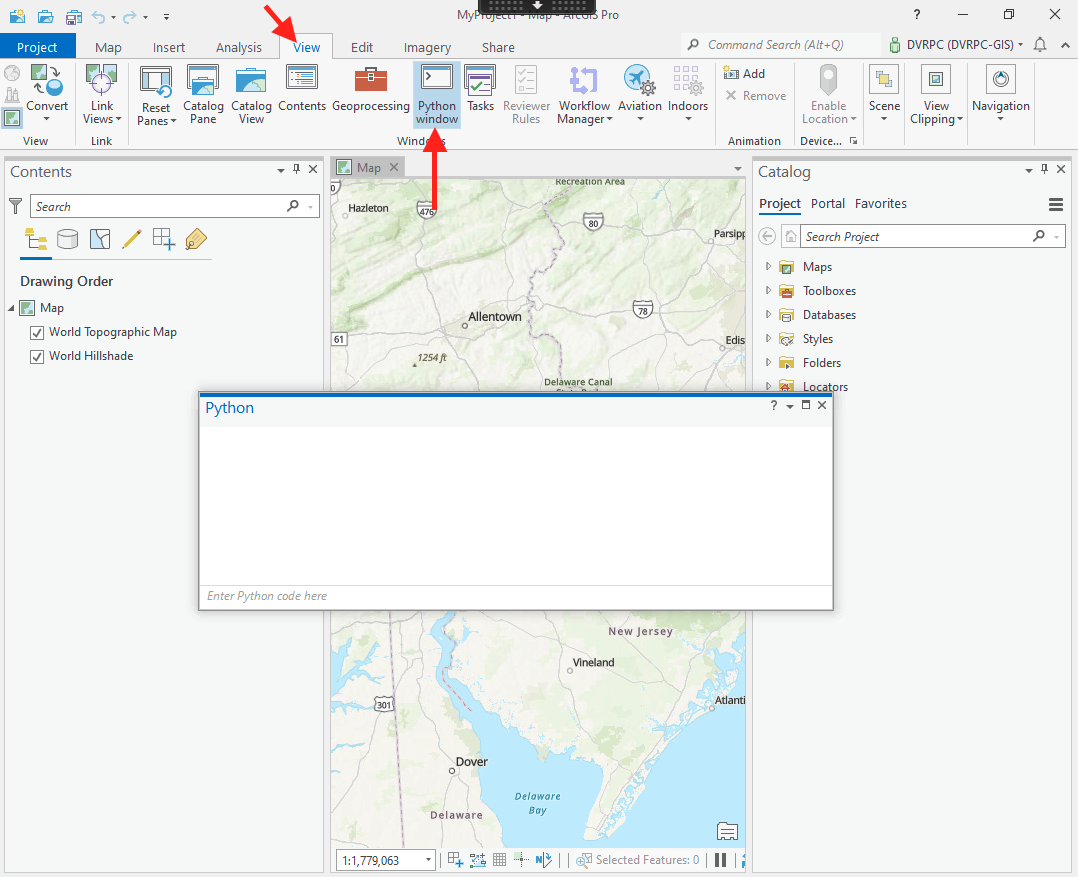 MyProject1 - Map - ArcGIS Pro
?
Project Map Insert Analysis View Edit Imagery Share Command Search (Alt+Q) DVRPC (DVRPC-GIS)
Convert
Link
Views
Reset
Panes
Catalog
Pane
Catalog
View
Contents
Geoprocessing
Python
window
Tasks
Reviewer
Rules
Workflow
Manager
Aviation
Indoors
Add
Remove
Enable
Location
Scene
View
Clipping
Navigation
View Link Windows Animation Device...
Contents
Search
Drawing Order
Map
World Topographic Map
World Hillshade
Map
Recreation Area
Hazleton
476
80
Parsipp
78
Allentown
61
Edis
1254 ft
Delaware Canal
State Park
Catalog
Project Portal Favorites
Search Project
Maps
Toolboxes
Databases
Styles
Folders
Locators
Python
?
Enter Python code here
New Jersey
Vineland
301
Atlanti
Dover
Delaware
Bay
Delaware
1:1,779,063
N
Selected Features: 0